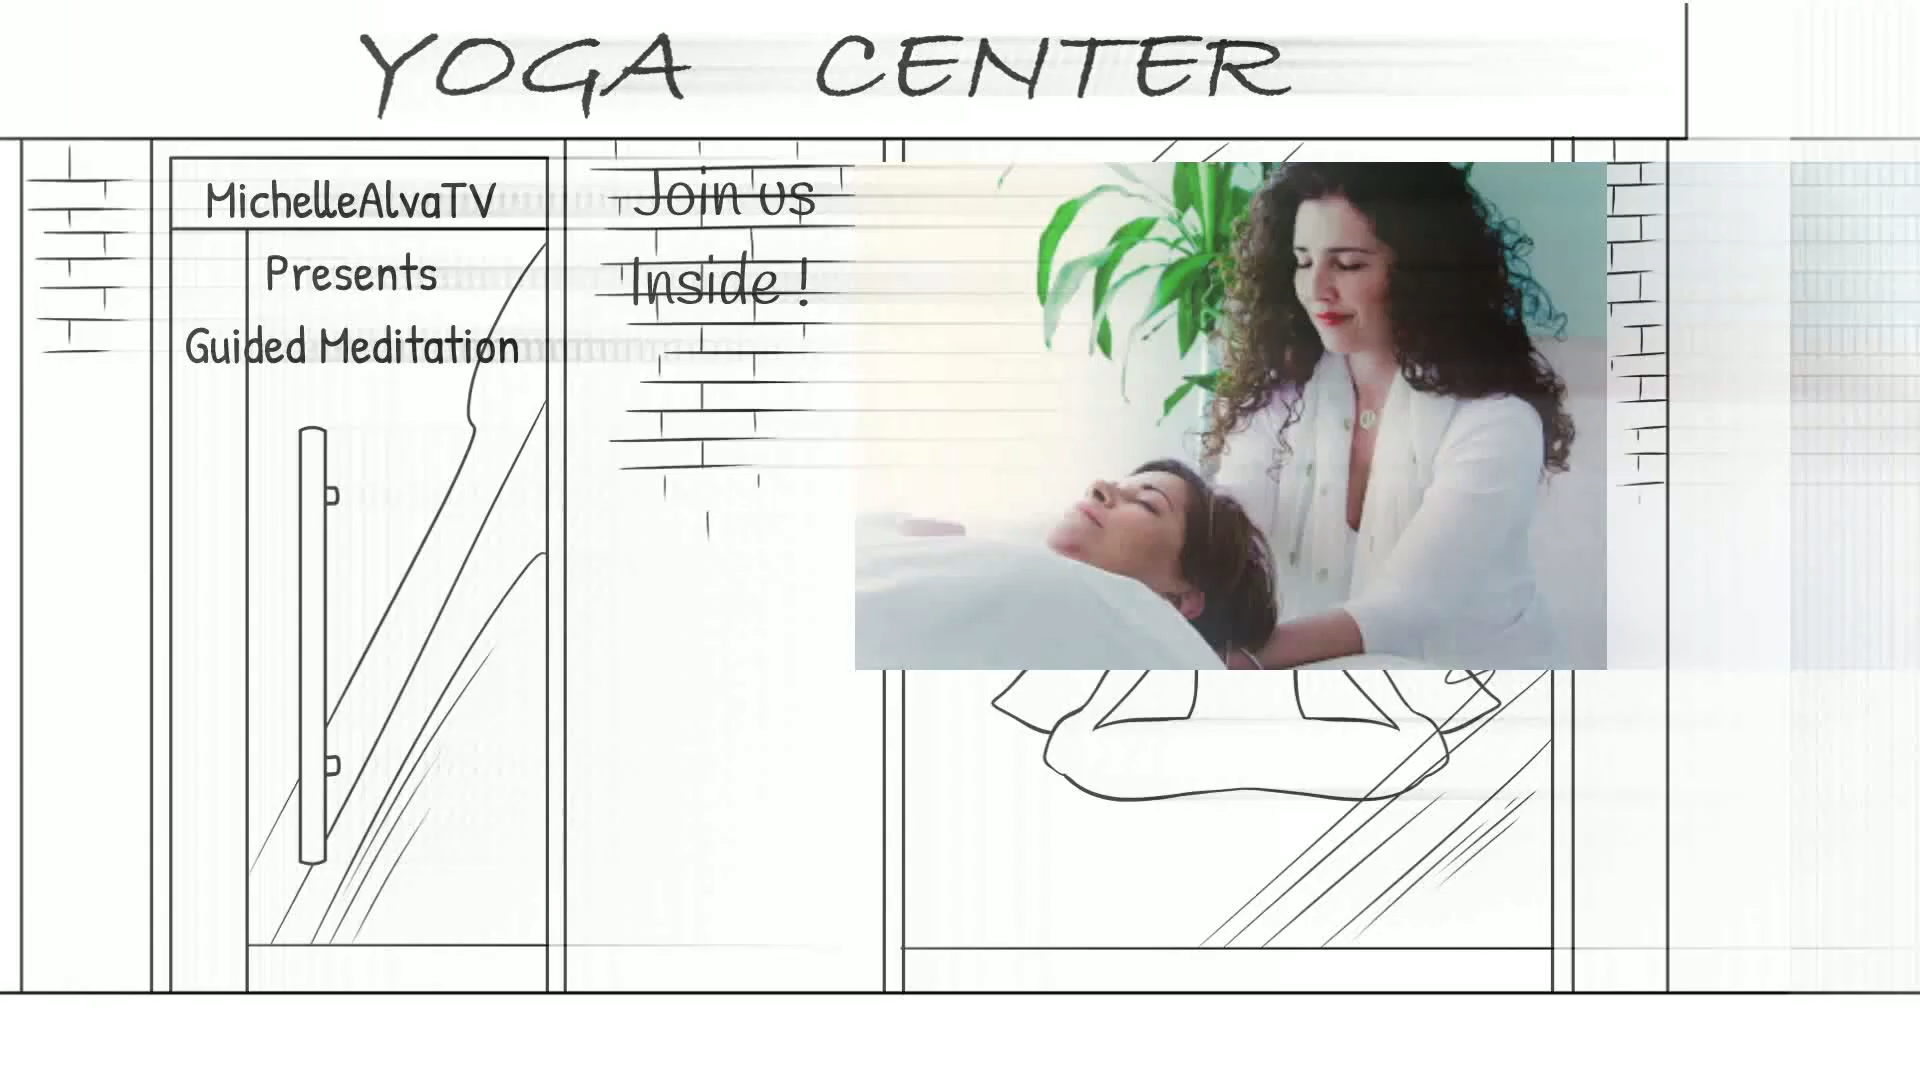 YOGA CENTER
MichelleAlvaTV
Presents
Guided Meditation
Join us
Inside !